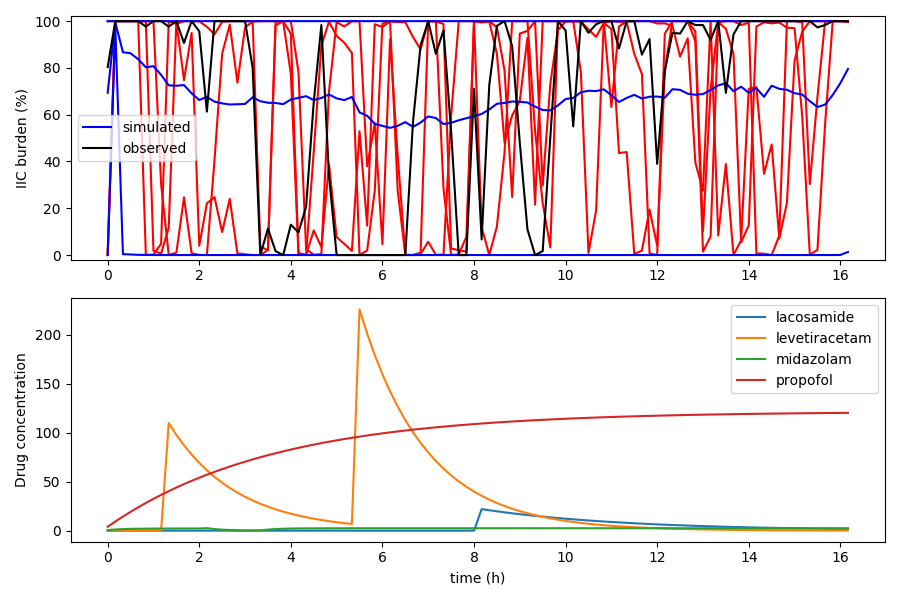 100
80
60
40
20
0
IIC burden (%)
simulated
observed
0 2 4 6 8 10 12 14 16
200
150
100
50
0
Drug concentration
lacosamide
levetiracetam
midazolam
propofol
0 2 4 6 8 10 12 14 16
time (h)